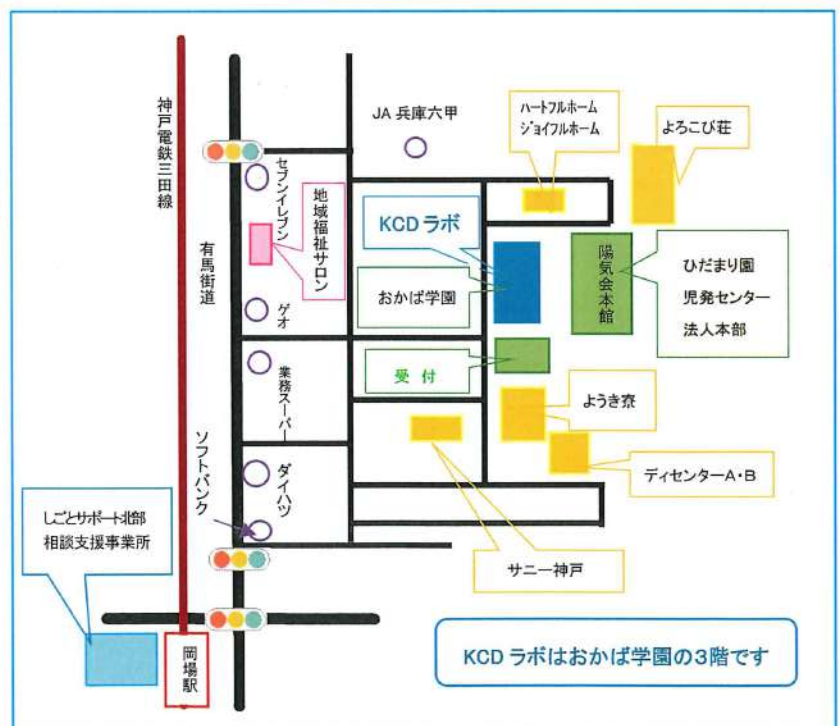 神戸電鉄三田線
有馬街道
セブンイレブン
地域福祉サロン
ゲオ
業務スーパー
ソフトバンク
ダイハツ
JA 兵庫六甲
ハートフルホーム
ジョイフルホーム
よろこび荘
KCD ラボ
おかば学園
陽気会本館
ひだまり園
児発センター
法人本部
受 付
ようき寮
ディセンターA・B
サニー神戸
しごとサポート北部
相談支援事業所
岡場駅
KCD ラボはおかば学園の3階です